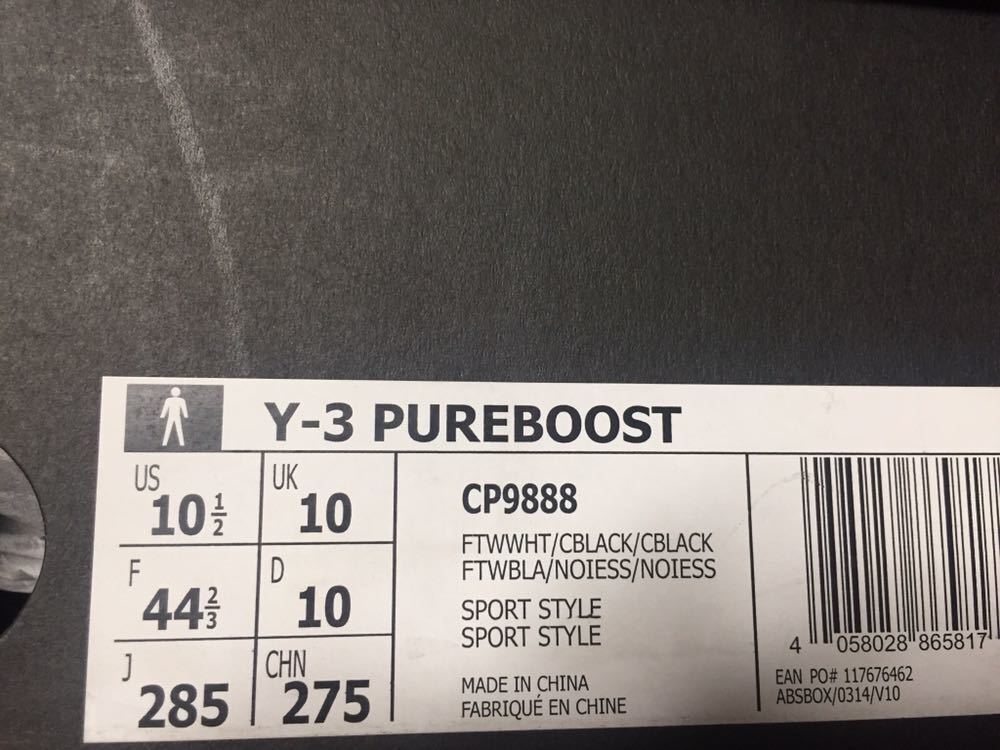 Y-3 PUREBOOST
US 10 1/2
UK 10
F 44 2/3
D 10
J 285
CHN 275
CP9888
FTWWHT/CBLACK/CBLACK
FTWBLA/NOIESS/NOIESS
SPORT STYLE
SPORT STYLE
MADE IN CHINA
FABRIQUÉ EN CHINE
4 058028 865817
EAN PO# 117676462
ABSBOX/0314/V10